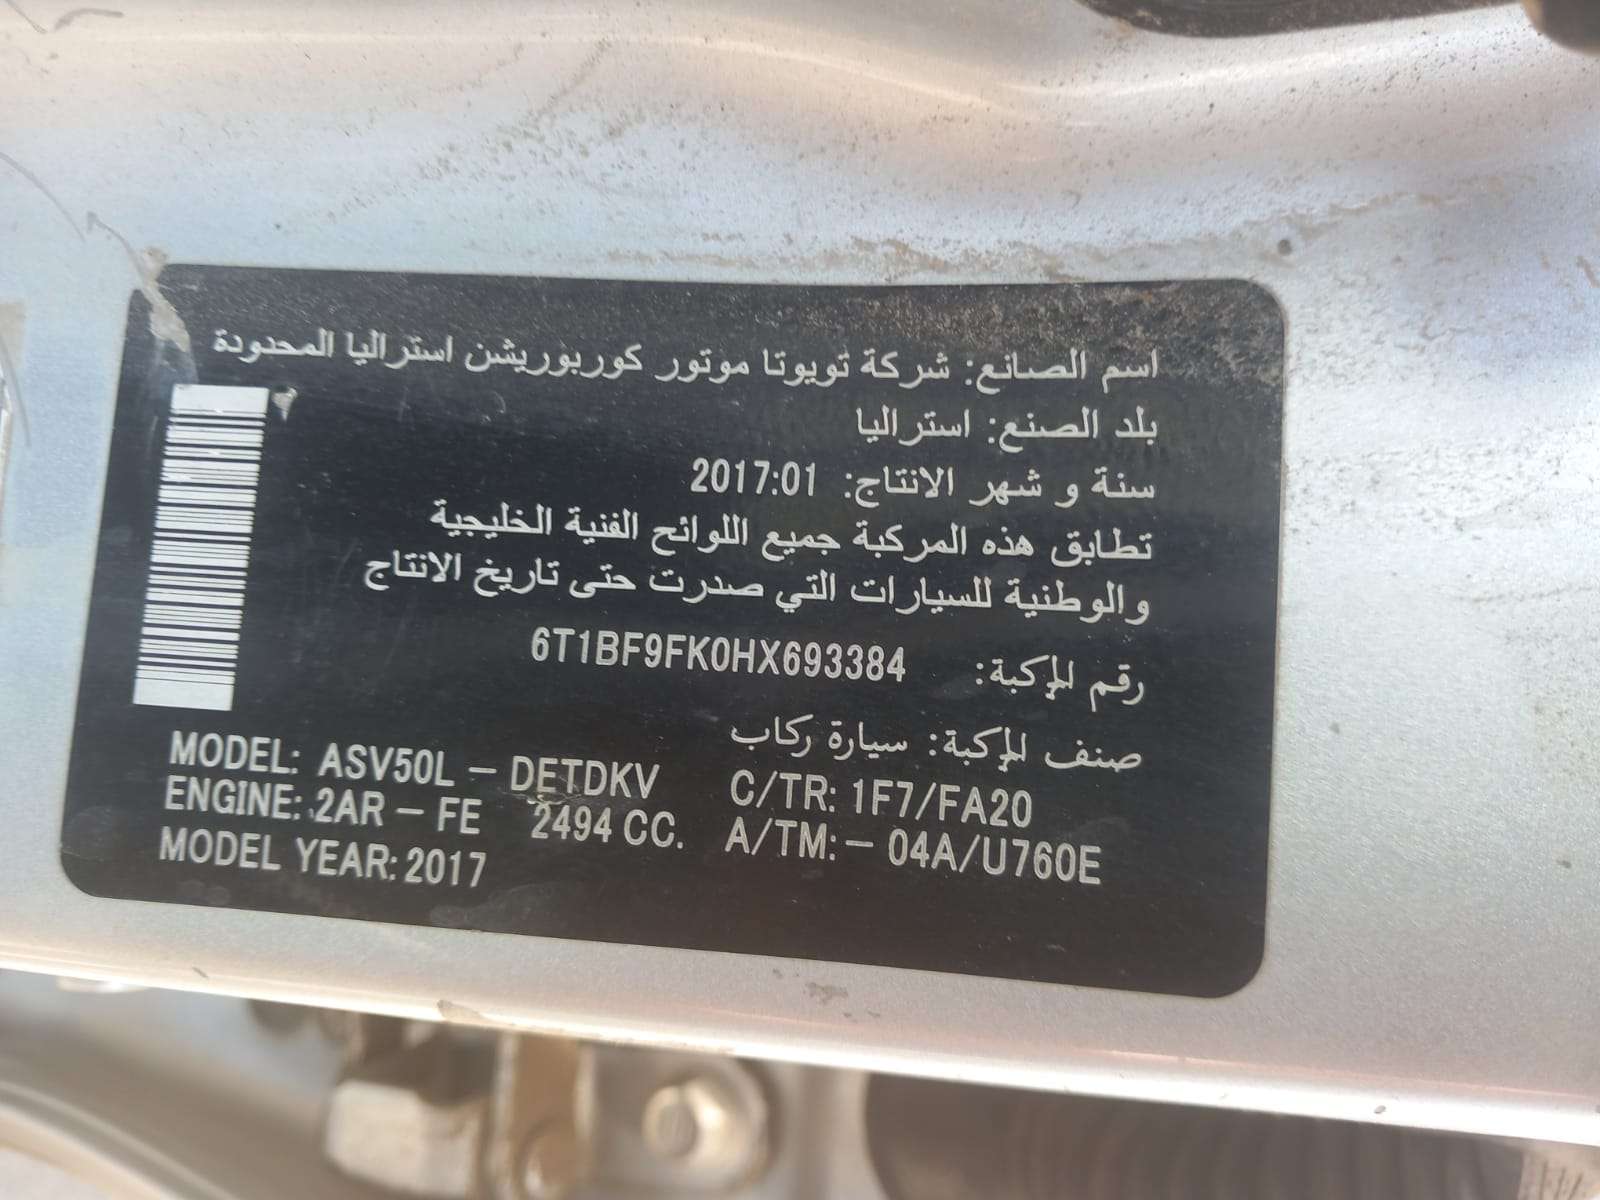 اسم الصانع: شركة تويوتا موتور كوربوريشن استراليا المحدودة
بلد الصنع: استراليا
سنة و شهر الانتاج: 2017:01
تطابق هذه المركبة جميع اللوائح الفنية الخليجية
والوطنية للسيارات التي صدرت حتى تاريخ الانتاج
رقم المركبة: 6T1BF9FK0HX693384
صنف المركبة: سيارة ركاب
MODEL: ASV50L - DETDKV C/TR: 1F7/FA20
ENGINE: 2AR - FE 2494 CC. A/TM: - 04A/U760E
MODEL YEAR: 2017